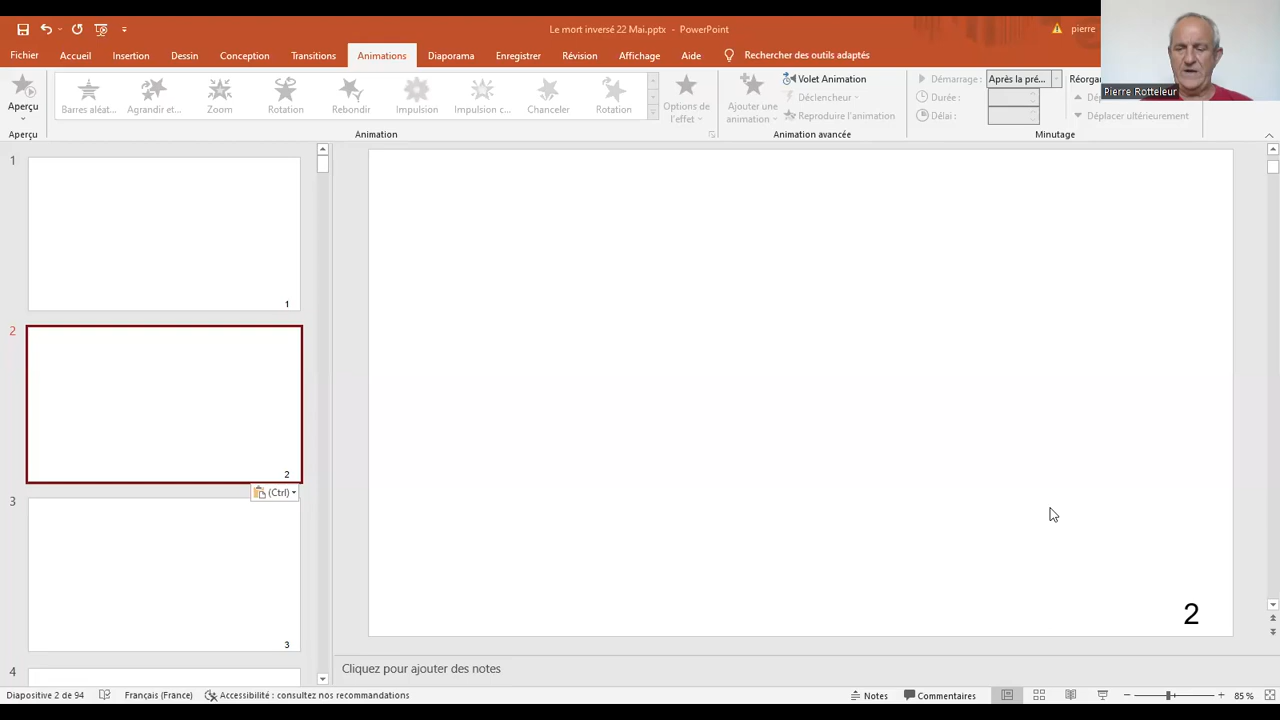 Le mort inversé 22 Mai.pptx - PowerPoint
pierre
Fichier Accueil Insertion Dessin Conception Transitions Animations Diaporama Enregistrer Révision Affichage Aide Rechercher des outils adaptés
Pierre Rotteleur
Aperçu
Barres aléat... Agrandir et... Zoom Rotation Rebondir Impulsion Impulsion c... Chanceler Rotation
Options de l'effet
Ajouter une animation
Volet Animation
Déclencheur
Reproduire l'animation
Démarrage : Après la pré...
Durée :
Délai :
Réorgan
Dép
Déplacer ultérieurement
Aperçu Animation Animation avancée Minutage
1
1
2
2
(Ctrl)
3
3
4
2
Cliquez pour ajouter des notes
Diapositive 2 de 94 Français (France) Accessibilité : consultez nos recommandations Notes Commentaires 85 %